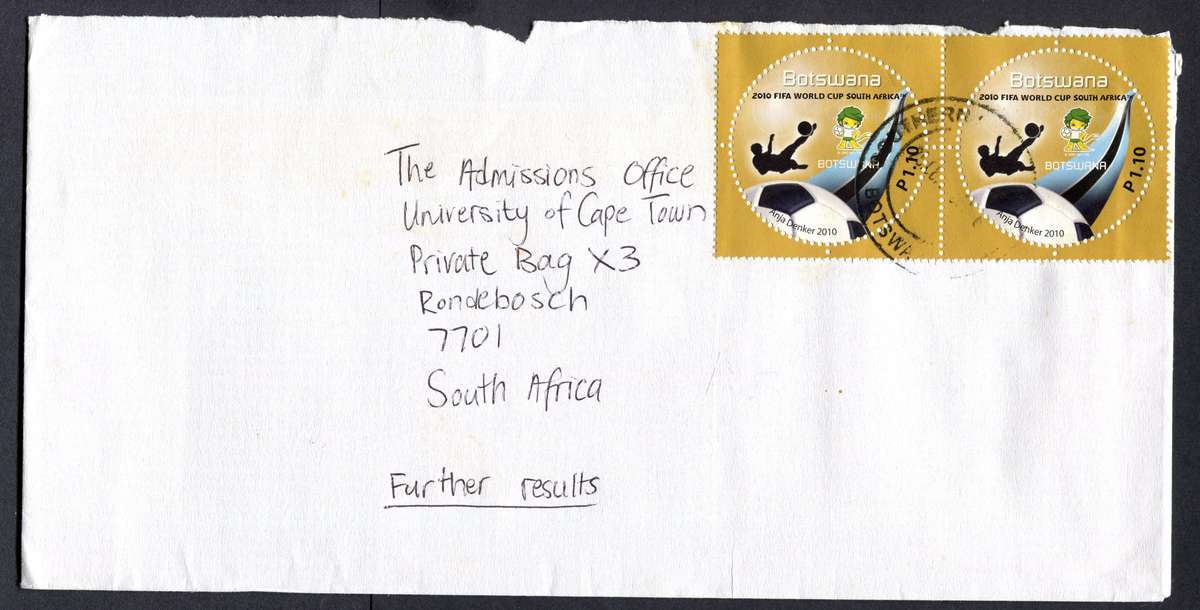 The Admissions Office
University of Cape Town
Private Bag X3
Rondebosch
7701
South Africa
Further results
Botswana
2010 FIFA WORLD CUP SOUTH AFRICA™
BOTSWANA
P1.10
Anja Denker 2010
Botswana
2010 FIFA WORLD CUP SOUTH AFRICA™
BOTSWANA
P1.10
Anja Denker 2010